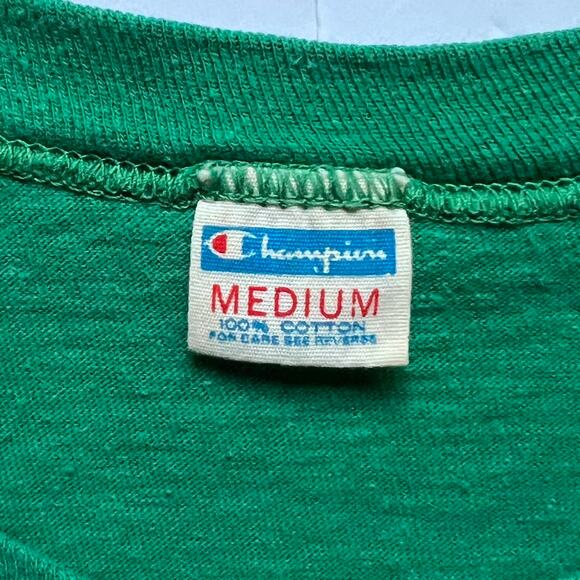 Champion
MEDIUM
100% COTTON
FOR CARE SEE REVERSE